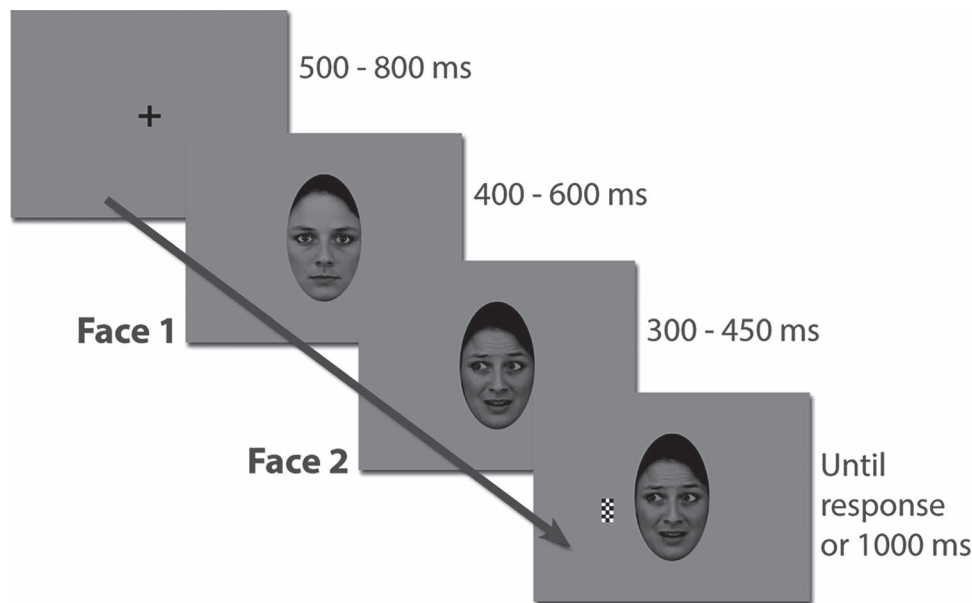 500 - 800 ms
400 - 600 ms
Face 1
300 - 450 ms
Face 2
Until
response
or 1000 ms